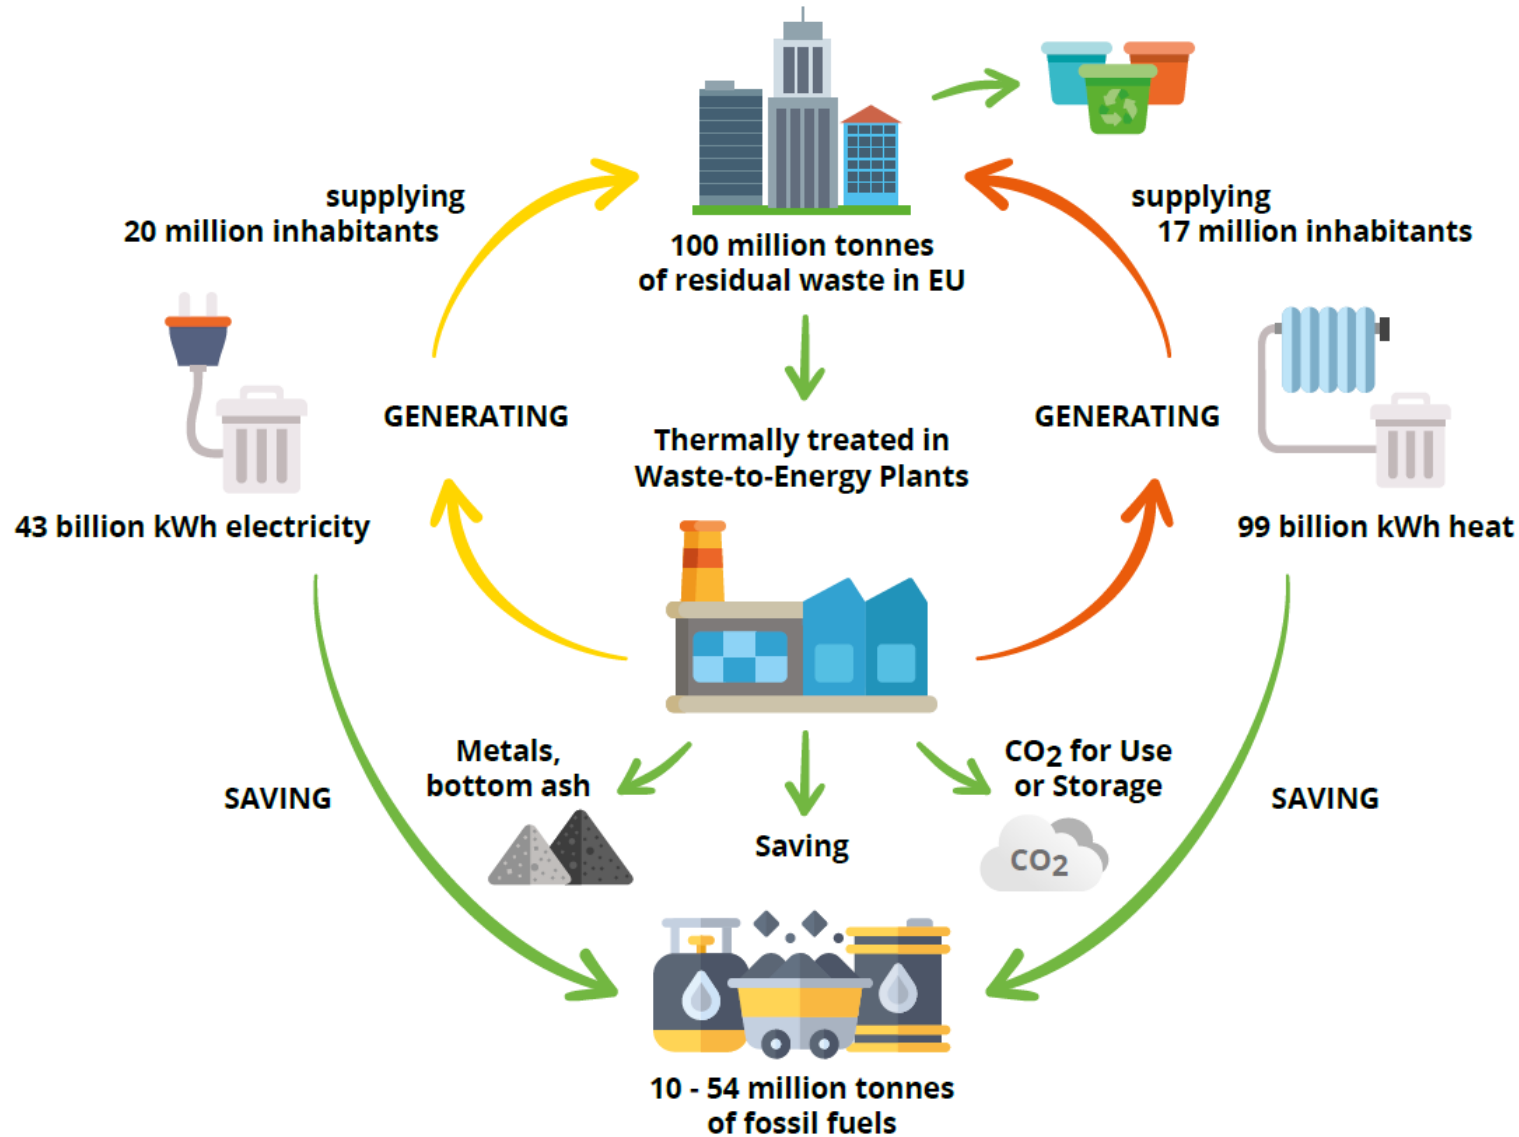 supplying
20 million inhabitants
supplying
17 million inhabitants
100 million tonnes
of residual waste in EU
GENERATING
GENERATING
Thermally treated in
Waste-to-Energy Plants
43 billion kWh electricity
99 billion kWh heat
Metals,
bottom ash
CO2 for Use
or Storage
SAVING
SAVING
Saving
CO2
10 - 54 million tonnes
of fossil fuels